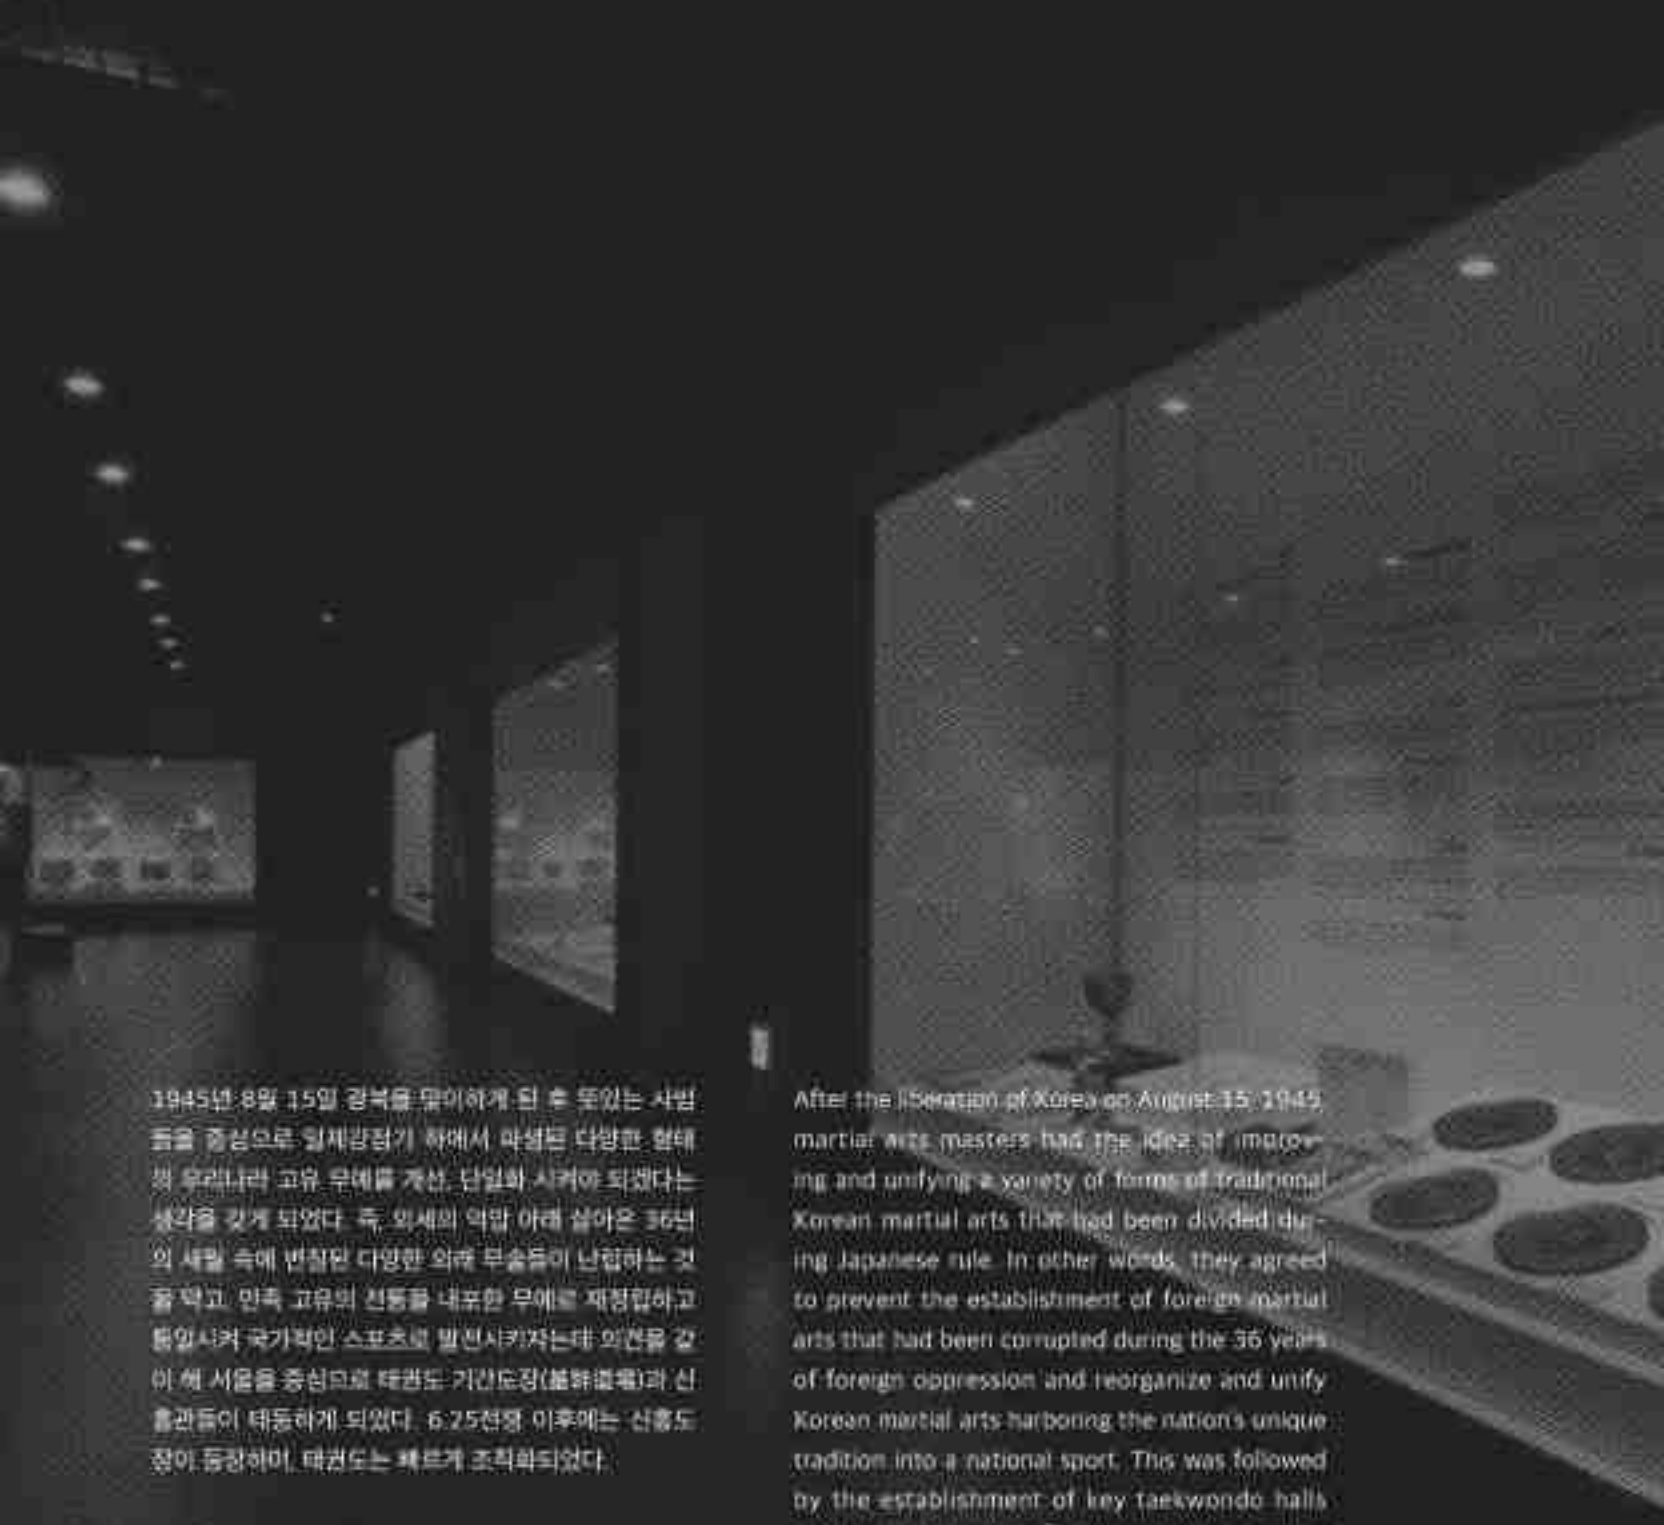 1945년 8월 15일 광복을 맞이하게 된 후 뜻있는 사범
들을 중심으로 일제강점기 하에서 파생된 다양한 형태
의 우리나라 고유 무예를 개선, 단일화 시켜야 되겠다는
생각을 갖게 되었다. 즉, 외세의 억압 아래 살아온 36년
의 세월 속에 변질된 다양한 외래 무술들이 난립하는 것
을 막고, 민족 고유의 전통을 내포한 무예로 재정립하고
통일시켜 국가적인 스포츠로 발전시키자는데 의견을 같
이 해 서울을 중심으로 태권도 기간도장(基幹道場)과 신
흥관들이 태동하게 되었다. 6·25전쟁 이후에는 신흥도
장이 등장하며, 태권도는 빠르게 조직화되었다.
After the liberation of Korea on August 15, 1945,
martial arts masters had the idea of improv-
ing and unifying a variety of forms of traditional
Korean martial arts that had been divided dur-
ing Japanese rule. In other words, they agreed
to prevent the establishment of foreign martial
arts that had been corrupted during the 36 years
of foreign oppression and reorganize and unify
Korean martial arts harboring the nation's unique
tradition into a national sport. This was followed
by the establishment of key taekwondo halls